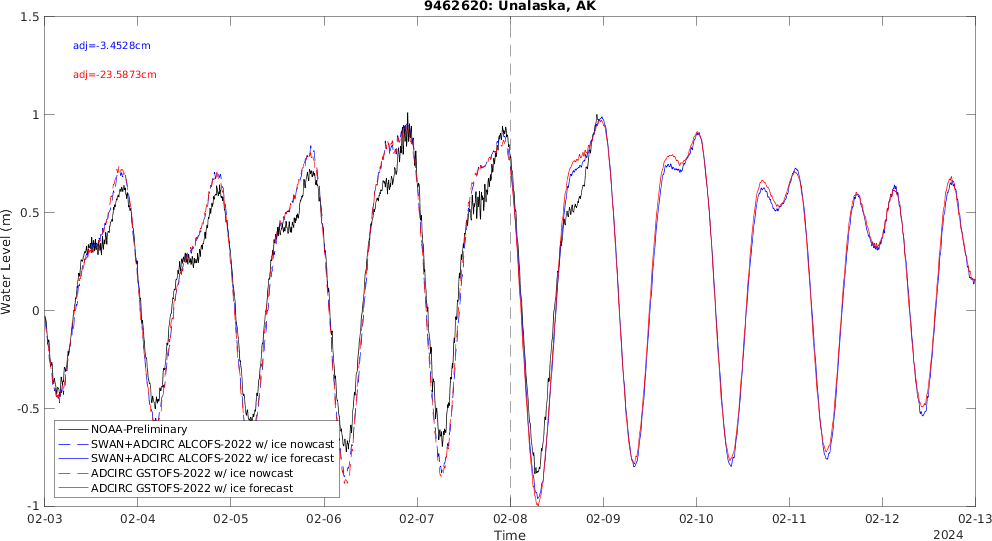 9462620: Unalaska, AK
adj=-3.4528cm
adj=-23.5873cm
Water Level (m)
1.5
1
0.5
0
-0.5
-1
NOAA-Preliminary
SWAN+ADCIRC ALCOFS-2022 w/ ice nowcast
SWAN+ADCIRC ALCOFS-2022 w/ ice forecast
ADCIRC GSTOFS-2022 w/ ice nowcast
ADCIRC GSTOFS-2022 w/ ice forecast
02-03 02-04 02-05 02-06 02-07 02-08 02-09 02-10 02-11 02-12 02-13
Time
2024